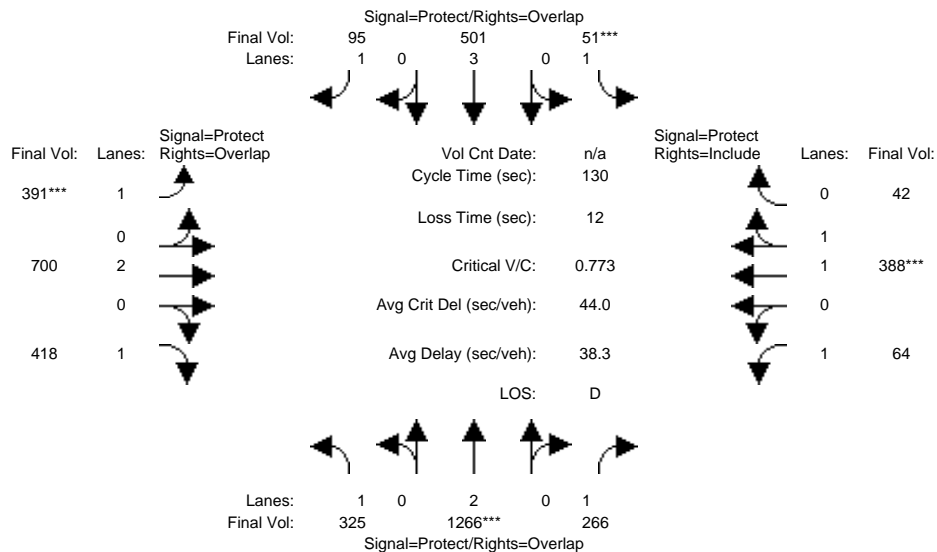 Signal=Protect/Rights=Overlap
Final Vol: 95 501 51***
Lanes: 1 0 3 0 1
Signal=Protect
Final Vol: Lanes: Rights=Overlap
Vol Cnt Date: n/a
Signal=Protect
Rights=Include Lanes: Final Vol:
Cycle Time (sec): 130
391*** 1
0 42
Loss Time (sec): 12
0
1
700 2
Critical V/C: 0.773
1 388***
0
Avg Crit Del (sec/veh): 44.0
0
418 1
Avg Delay (sec/veh): 38.3
1 64
LOS: D
Lanes: 1 0 2 0 1
Final Vol: 325 1266*** 266
Signal=Protect/Rights=Overlap